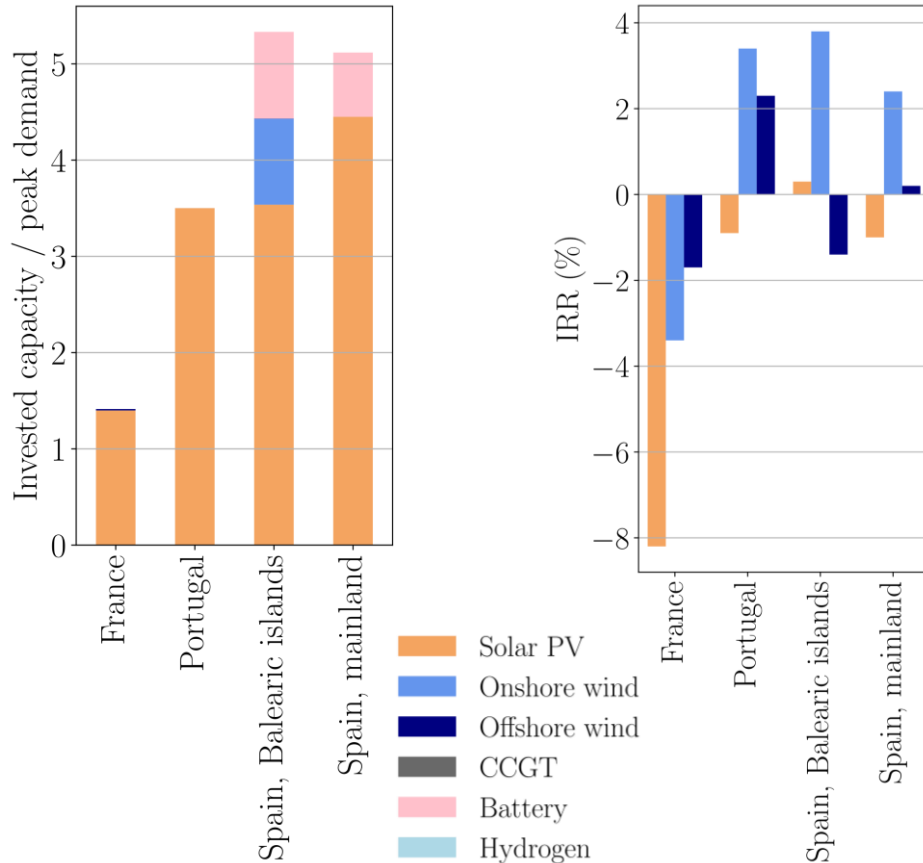 Invested capacity / peak demand
5
4
3
2
1
0
France
Portugal
Spain, Balearic islands
Spain, mainland
IRR (%)
4
2
0
−2
−4
−6
−8
France
Portugal
Spain, Balearic islands
Spain, mainland
Solar PV
Onshore wind
Offshore wind
CCGT
Battery
Hydrogen